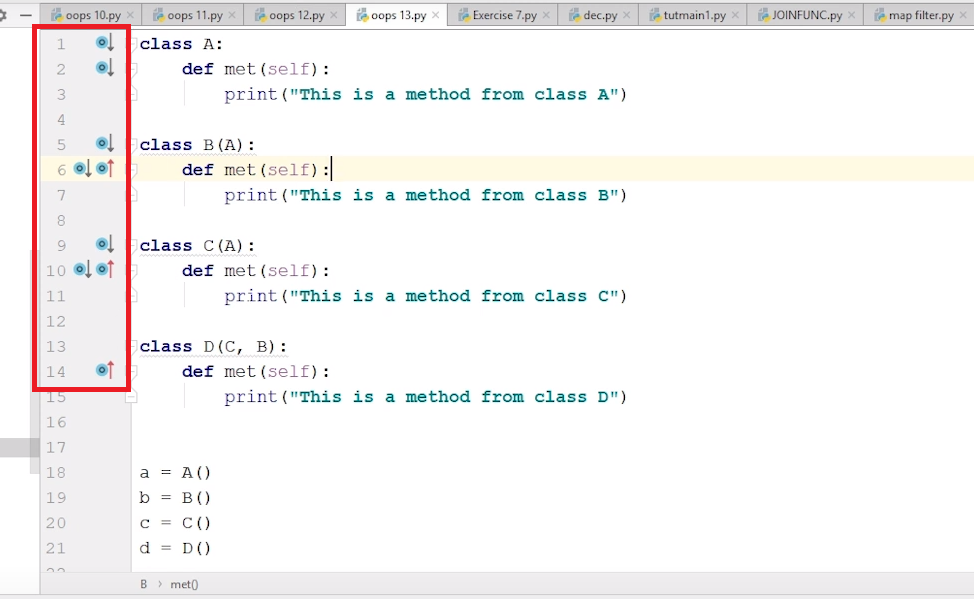 oops 10.py oops 11.py oops 12.py oops 13.py Exercise 7.py dec.py tutmain1.py JOINFUNC.py map filter.py
1 class A:
2 def met(self):
3 print("This is a method from class A")
4
5 class B(A):
6 def met(self):
7 print("This is a method from class B")
8
9 class C(A):
10 def met(self):
11 print("This is a method from class C")
12
13 class D(C, B):
14 def met(self):
15 print("This is a method from class D")
16
17
18 a = A()
19 b = B()
20 c = C()
21 d = D()
B › met()